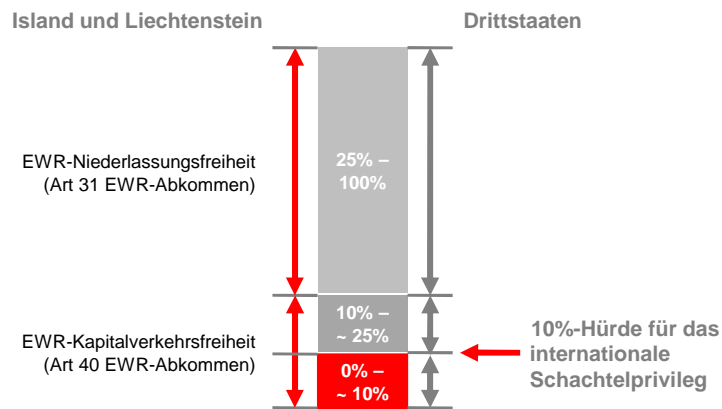 Island und Liechtenstein
Drittstaaten
EWR-Niederlassungsfreiheit
(Art 31 EWR-Abkommen)
25% –
100%
EWR-Kapitalverkehrsfreiheit
(Art 40 EWR-Abkommen)
10% –
~ 25%
0% –
~ 10%
10%-Hürde für das
internationale
Schachtelprivileg